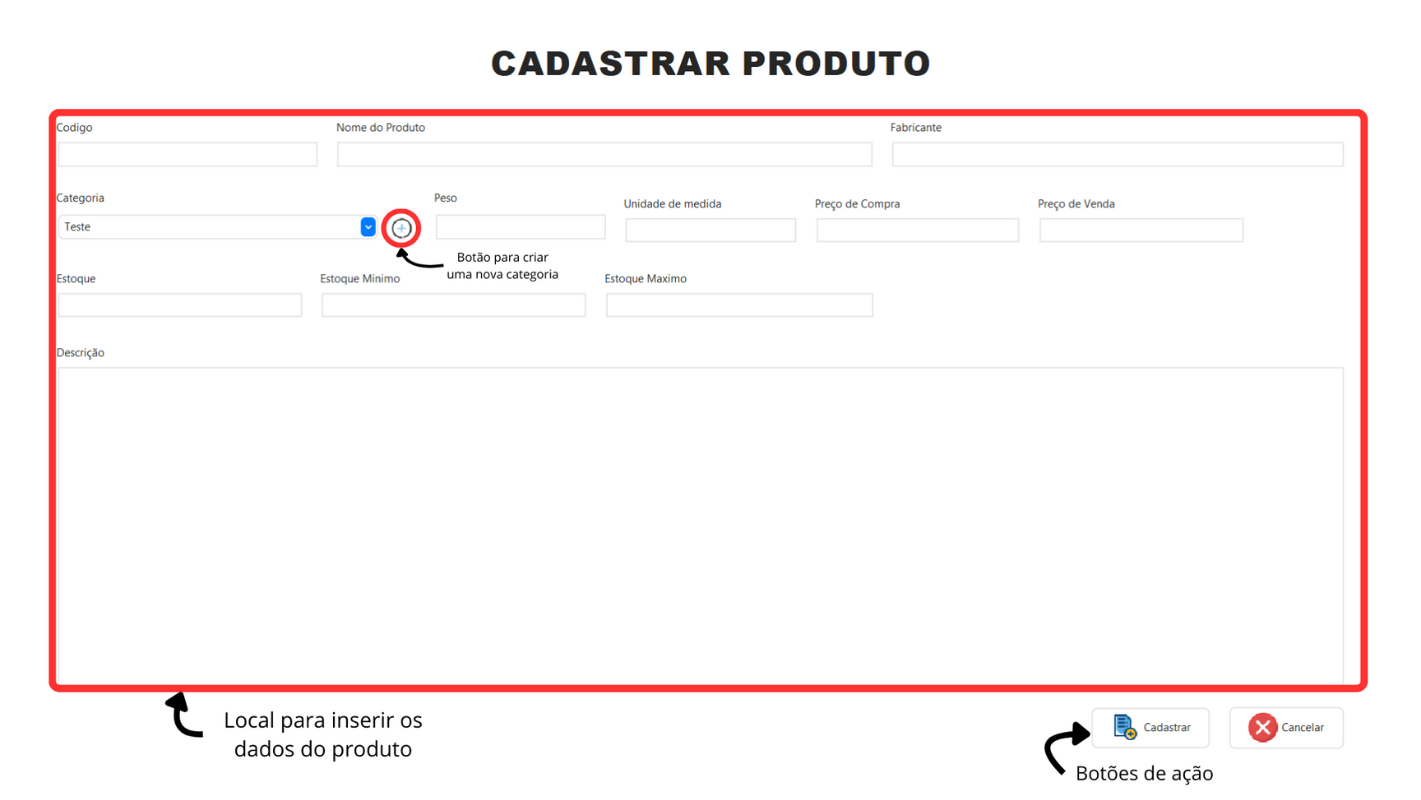 CADASTRAR PRODUTO
Codigo
Nome do Produto
Fabricante
Categoria
Peso
Unidade de medida
Preço de Compra
Preço de Venda
Teste
Botão para criar
uma nova categoria
Estoque
Estoque Minimo
Estoque Maximo
Descrição
Local para inserir os
dados do produto
Cadastrar
Cancelar
Botões de ação